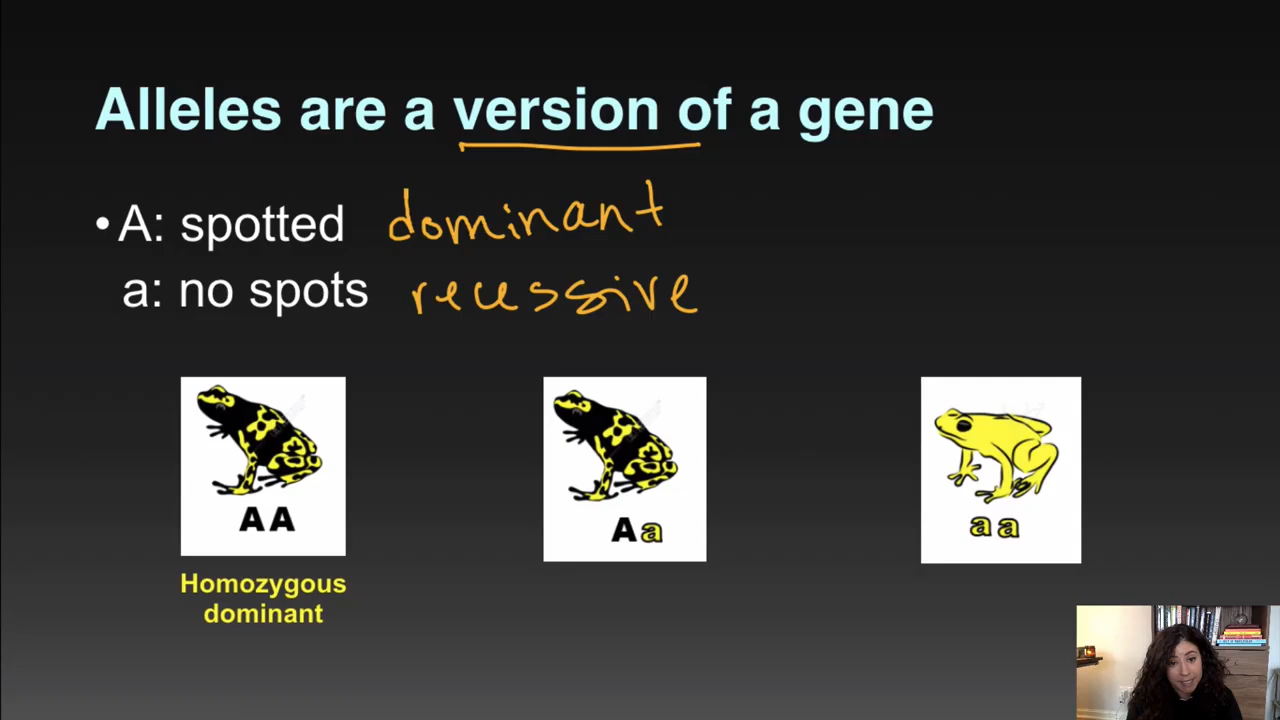 Alleles are a version of a gene
• A: spotted dominant
a: no spots recessive
AA
Aa
aa
Homozygous
dominant